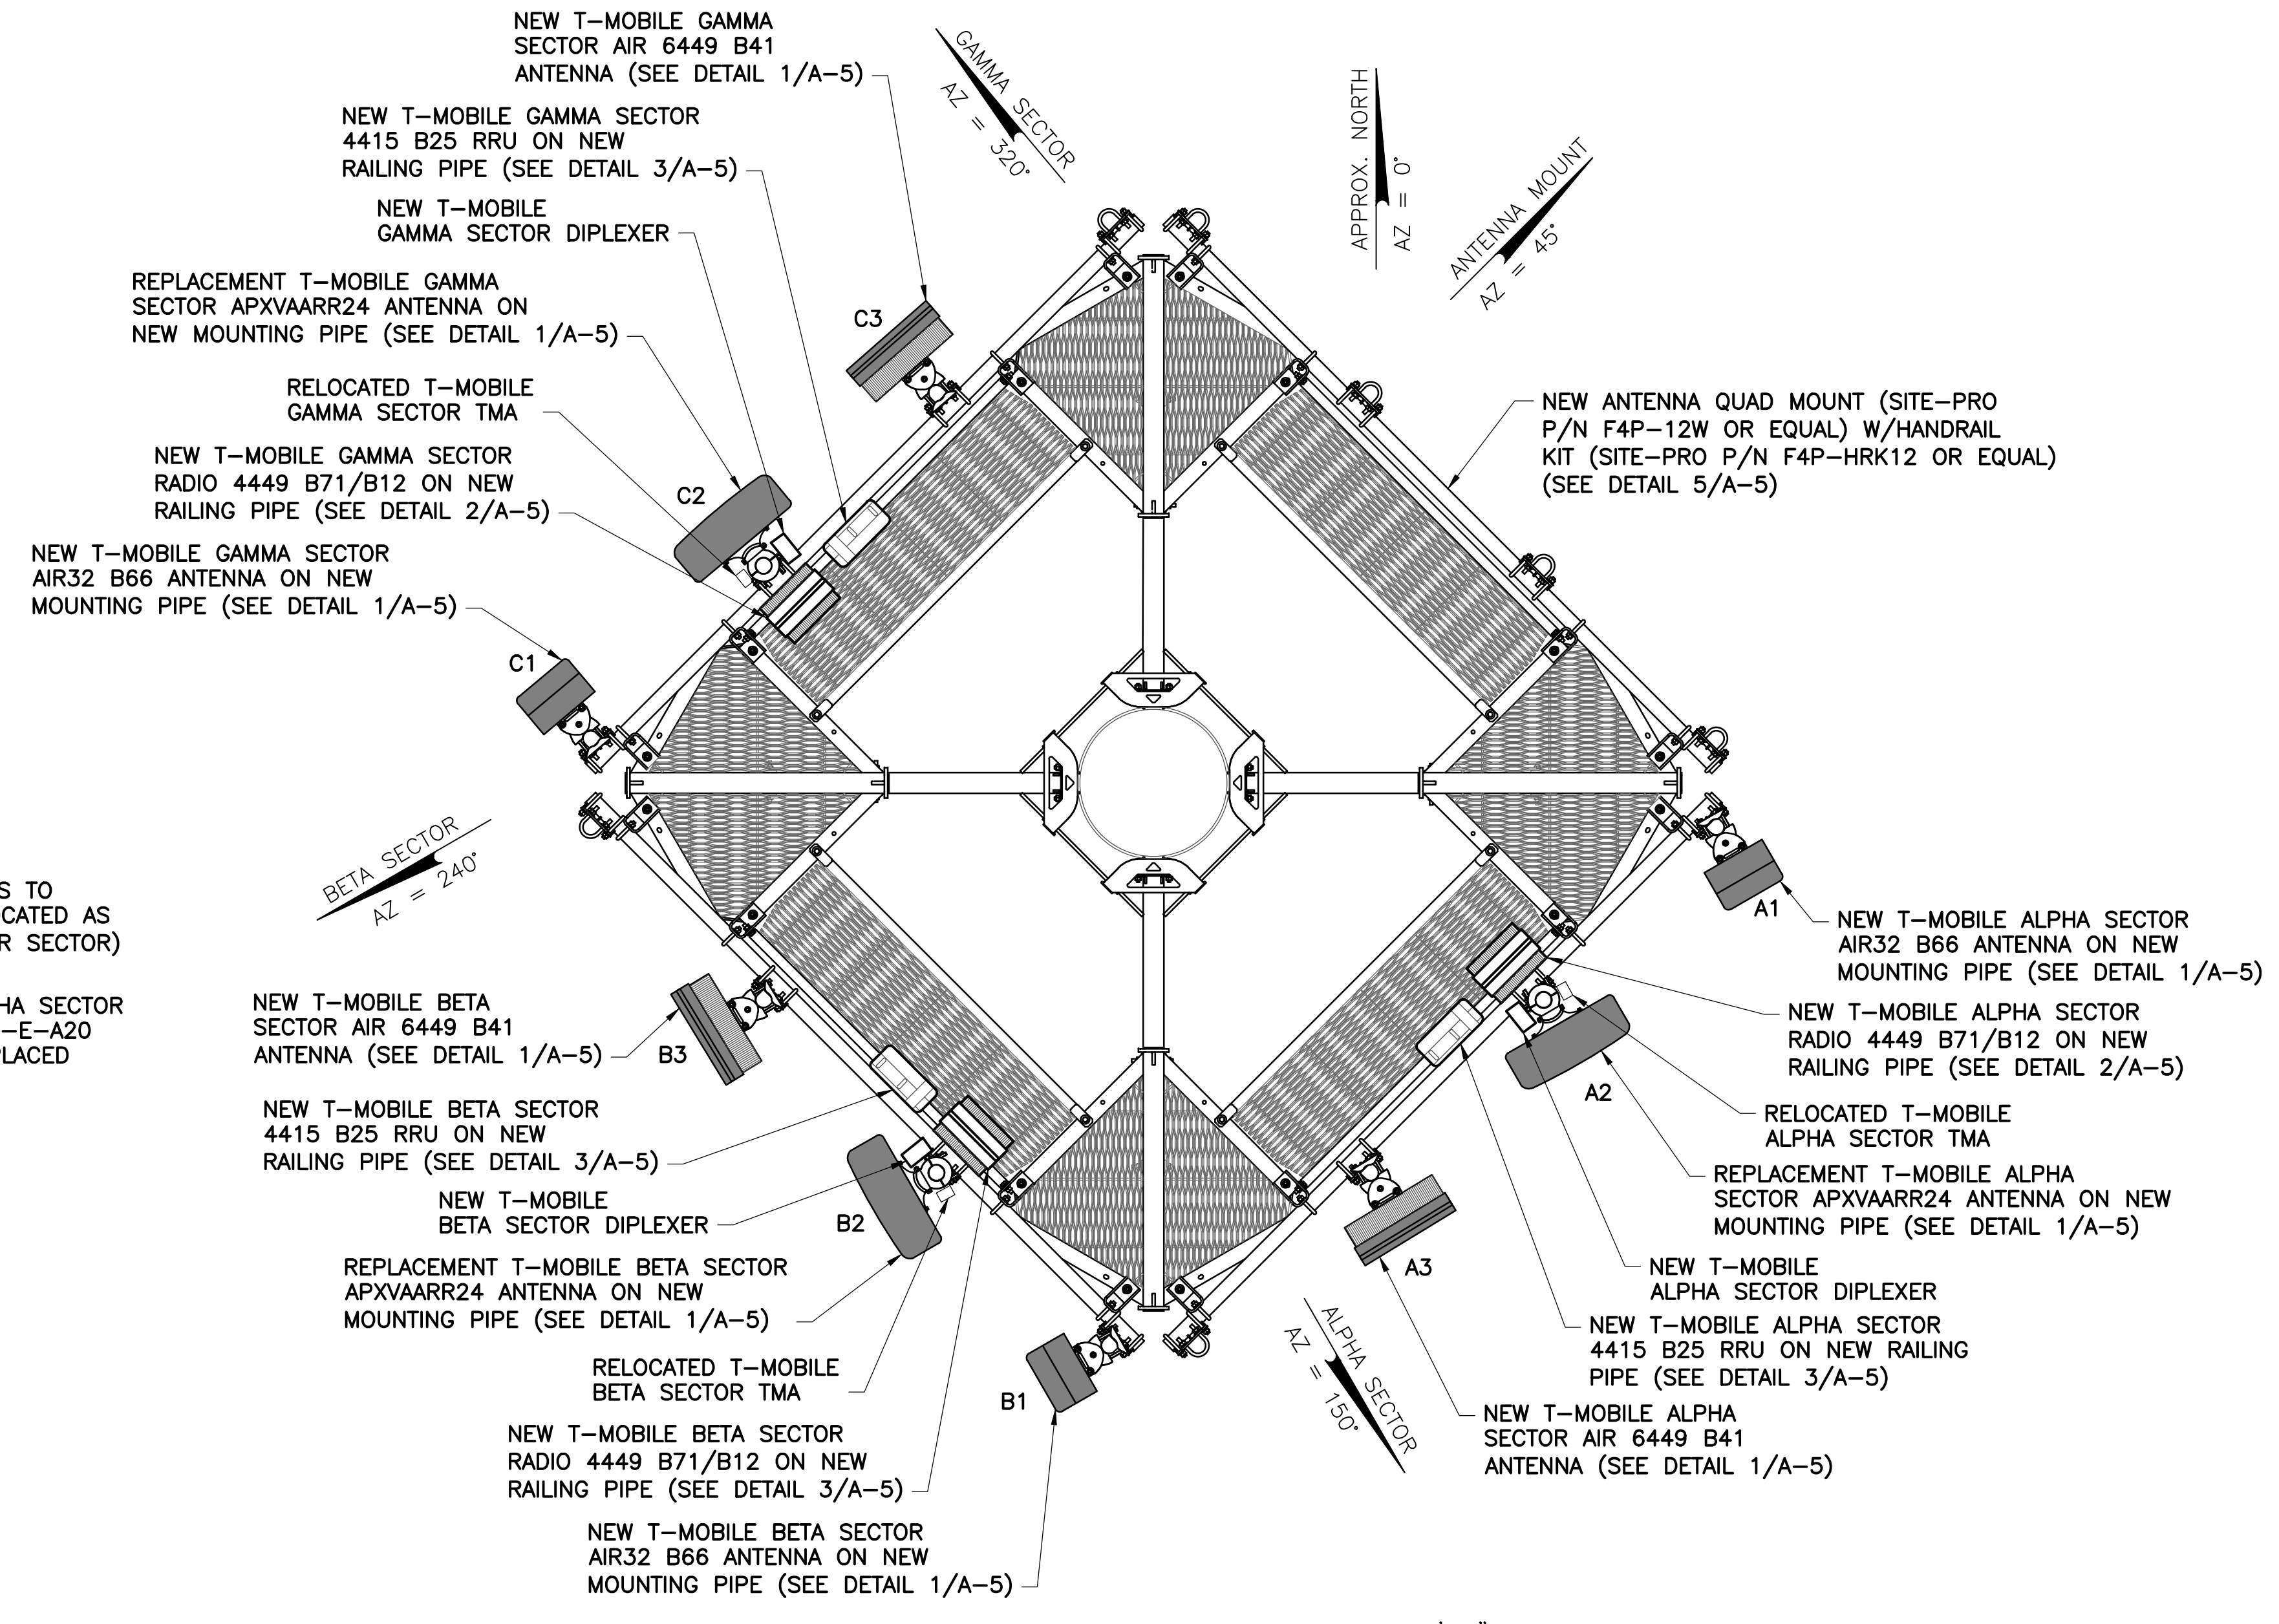 NEW T-MOBILE GAMMA
SECTOR AIR 6449 B41
ANTENNA (SEE DETAIL 1/A-5)
NEW T-MOBILE GAMMA SECTOR
4415 B25 RRU ON NEW
RAILING PIPE (SEE DETAIL 3/A-5)
NEW T-MOBILE
GAMMA SECTOR DIPLEXER
REPLACEMENT T-MOBILE GAMMA
SECTOR APXVAARR24 ANTENNA ON
NEW MOUNTING PIPE (SEE DETAIL 1/A-5)
RELOCATED T-MOBILE
GAMMA SECTOR TMA
NEW T-MOBILE GAMMA SECTOR
RADIO 4449 B71/B12 ON NEW
RAILING PIPE (SEE DETAIL 2/A-5)
NEW T-MOBILE GAMMA SECTOR
AIR32 B66 ANTENNA ON NEW
MOUNTING PIPE (SEE DETAIL 1/A-5)
GAMMA SECTOR
AZ = 320°
APPROX. NORTH
AZ = 0°
ANTENNA MOUNT
AZ = 45°
C3
C2
C1
NEW ANTENNA QUAD MOUNT (SITE-PRO
P/N F4P-12W OR EQUAL) W/HANDRAIL
KIT (SITE-PRO P/N F4P-HRK12 OR EQUAL)
(SEE DETAIL 5/A-5)
BETA SECTOR
AZ = 240°
S TO
CATED AS
R SECTOR)
HA SECTOR
-E-A20
PLACED
NEW T-MOBILE BETA
SECTOR AIR 6449 B41
ANTENNA (SEE DETAIL 1/A-5)
B3
NEW T-MOBILE BETA SECTOR
4415 B25 RRU ON NEW
RAILING PIPE (SEE DETAIL 3/A-5)
NEW T-MOBILE
BETA SECTOR DIPLEXER
B2
REPLACEMENT T-MOBILE BETA SECTOR
APXVAARR24 ANTENNA ON NEW
MOUNTING PIPE (SEE DETAIL 1/A-5)
RELOCATED T-MOBILE
BETA SECTOR TMA
B1
NEW T-MOBILE BETA SECTOR
RADIO 4449 B71/B12 ON NEW
RAILING PIPE (SEE DETAIL 3/A-5)
NEW T-MOBILE BETA SECTOR
AIR32 B66 ANTENNA ON NEW
MOUNTING PIPE (SEE DETAIL 1/A-5)
A1
NEW T-MOBILE ALPHA SECTOR
AIR32 B66 ANTENNA ON NEW
MOUNTING PIPE (SEE DETAIL 1/A-5)
NEW T-MOBILE ALPHA SECTOR
RADIO 4449 B71/B12 ON NEW
RAILING PIPE (SEE DETAIL 2/A-5)
A2
RELOCATED T-MOBILE
ALPHA SECTOR TMA
REPLACEMENT T-MOBILE ALPHA
SECTOR APXVAARR24 ANTENNA ON NEW
MOUNTING PIPE (SEE DETAIL 1/A-5)
A3
NEW T-MOBILE
ALPHA SECTOR DIPLEXER
NEW T-MOBILE ALPHA SECTOR
4415 B25 RRU ON NEW RAILING
PIPE (SEE DETAIL 3/A-5)
ALPHA SECTOR
AZ = 150°
NEW T-MOBILE ALPHA
SECTOR AIR 6449 B41
ANTENNA (SEE DETAIL 1/A-5)